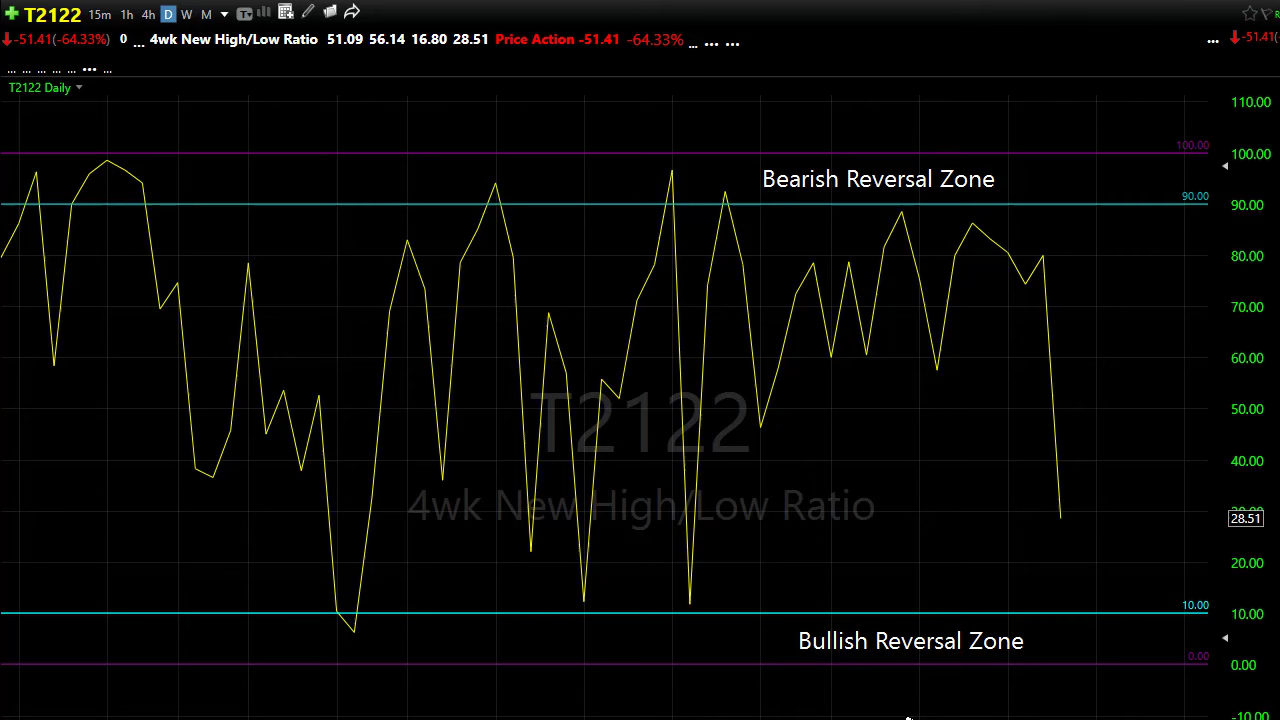 T2122 15m 1h 4h D W M
-51.41(-64.33%) 0 ... 4wk New High/Low Ratio 51.09 56.14 16.80 28.51 Price Action -51.41 -64.33% ... ... ... ... -51.41(
... ... ... ... ... ... ...
T2122 Daily
110.00
100.00 100.00
Bearish Reversal Zone
90.00 90.00
80.00
70.00
60.00
50.00
T2122
40.00
4wk New High/Low Ratio
28.51
20.00
10.00 10.00
Bullish Reversal Zone
0.00 0.00
-10.00